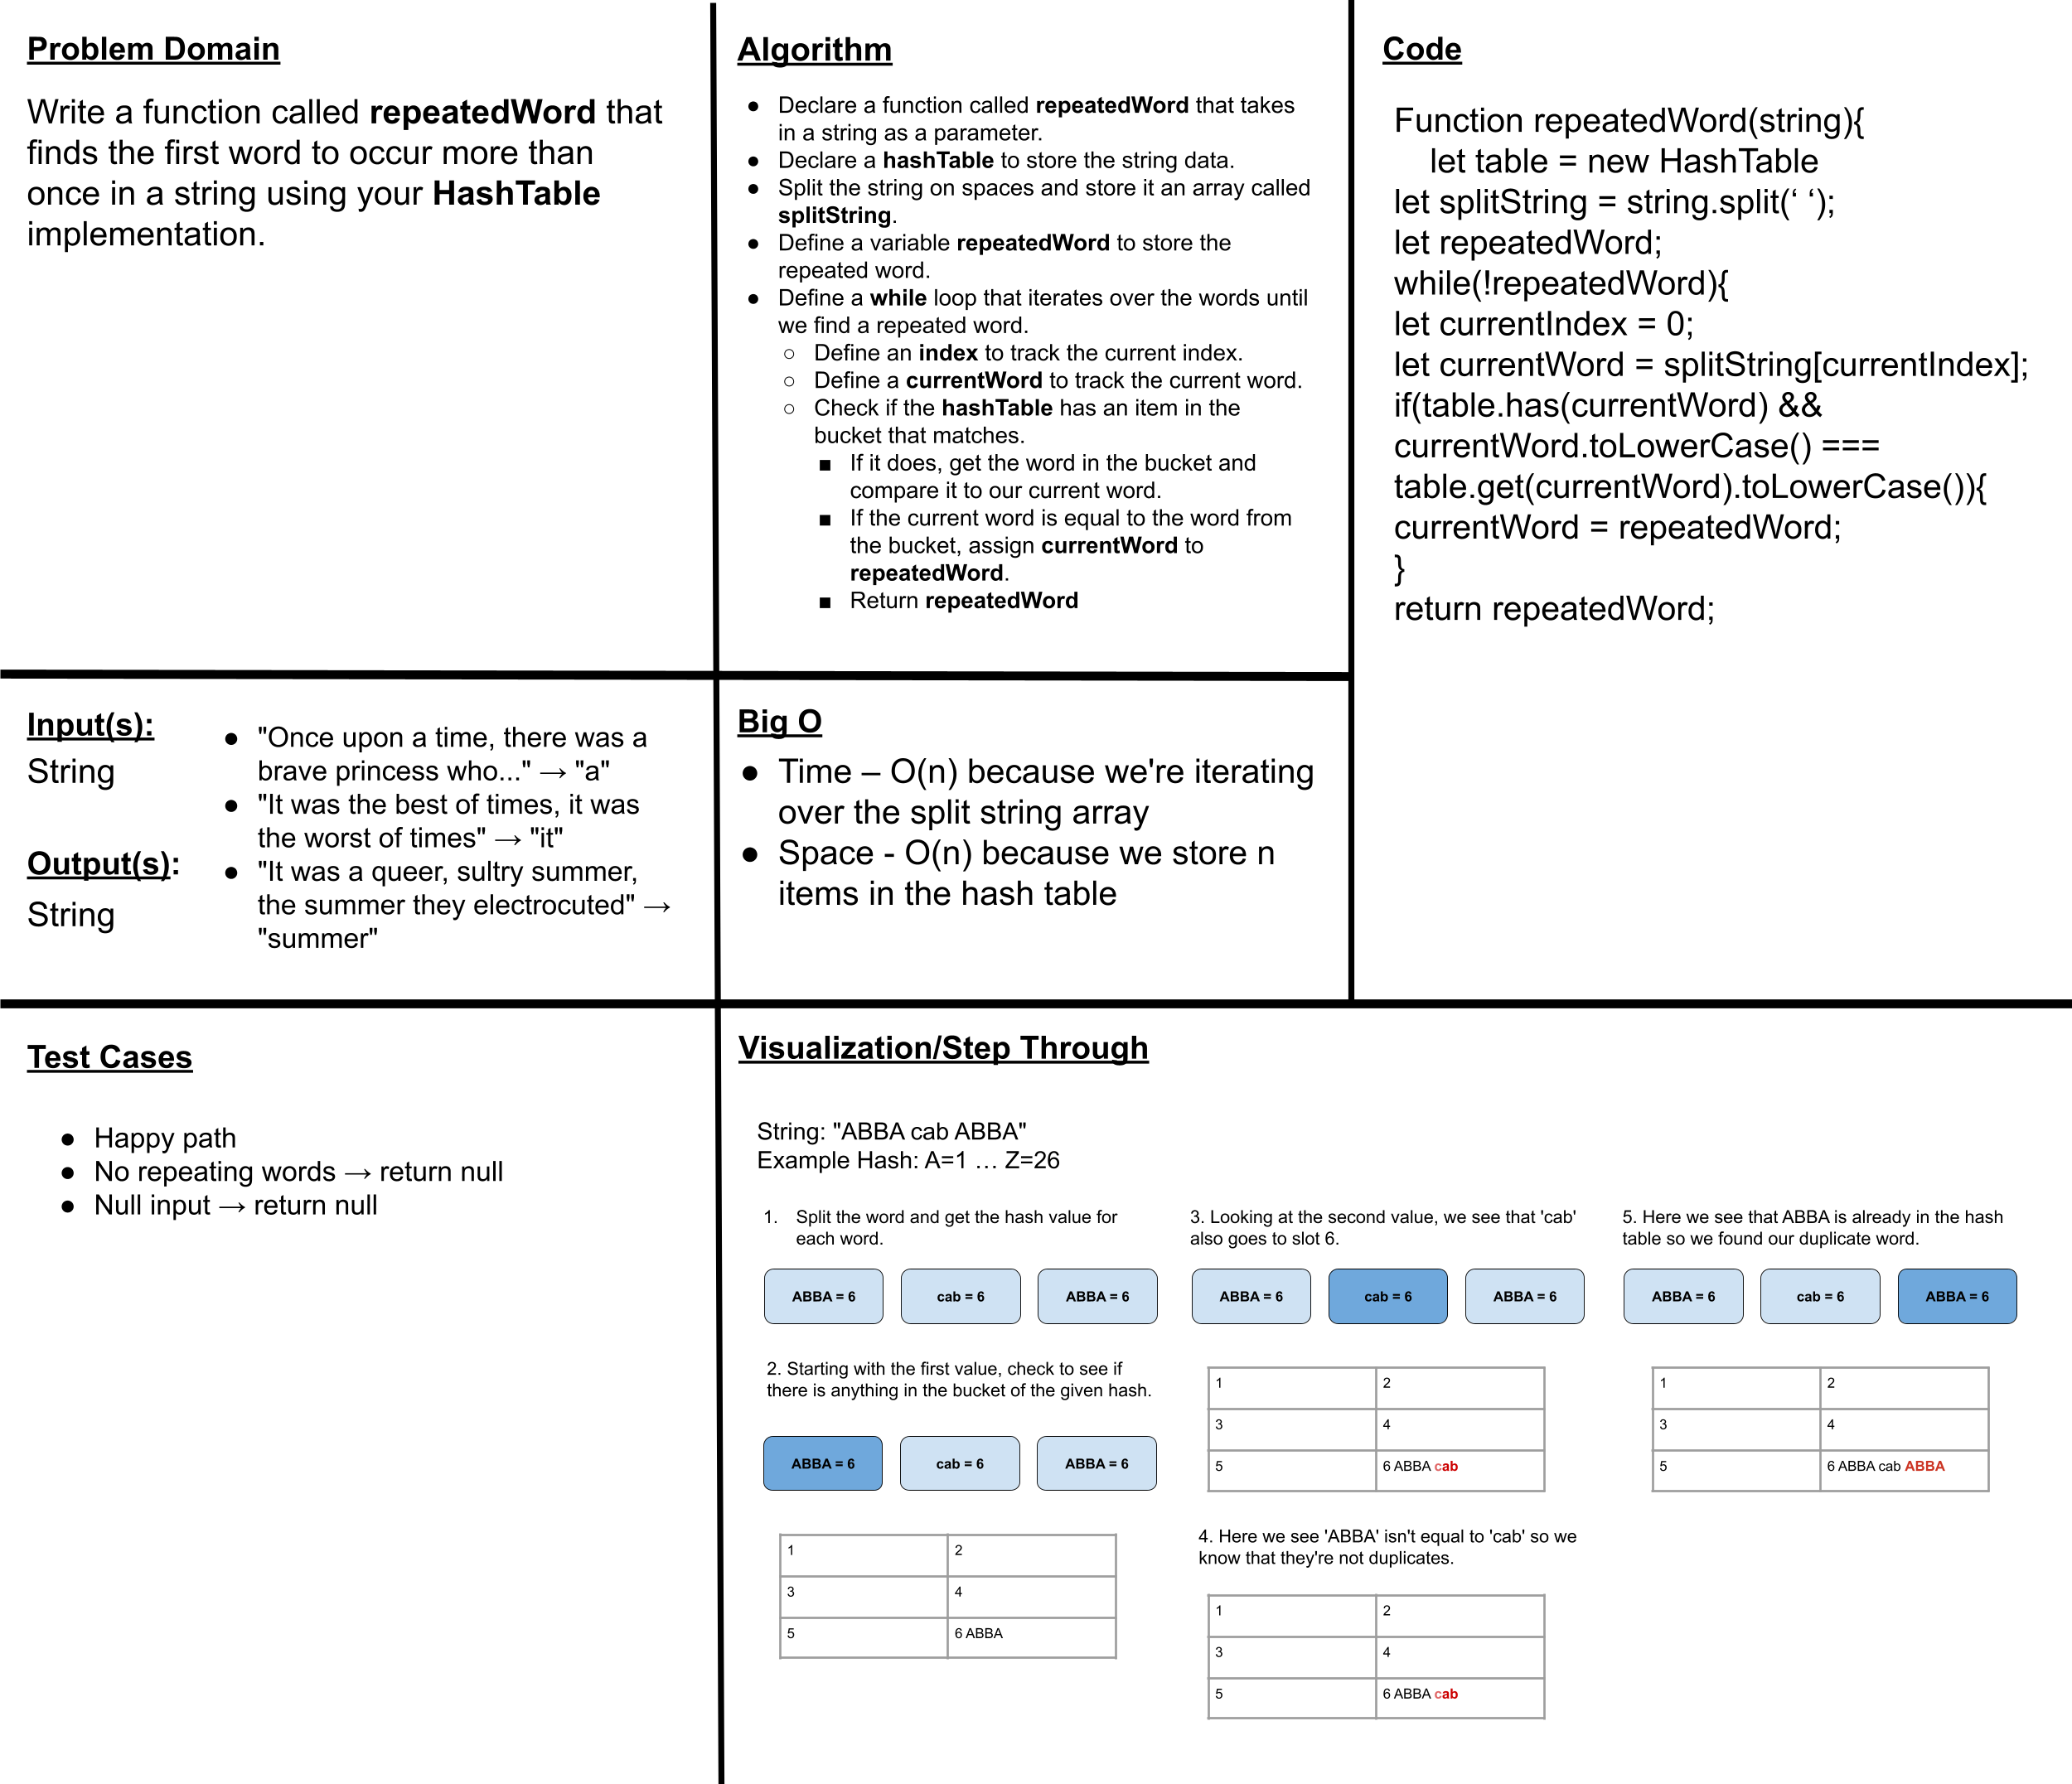 Problem Domain
Write a function called repeatedWord that
finds the first word to occur more than
once in a string using your HashTable
implementation.
Algorithm
● Declare a function called repeatedWord that takes
in a string as a parameter.
● Declare a hashTable to store the string data.
● Split the string on spaces and store it an array called
splitString.
● Define a variable repeatedWord to store the
repeated word.
● Define a while loop that iterates over the words until
we find a repeated word.
○ Define an index to track the current index.
○ Define a currentWord to track the current word.
○ Check if the hashTable has an item in the
bucket that matches.
■ If it does, get the word in the bucket and
compare it to our current word.
■ If the current word is equal to the word from
the bucket, assign currentWord to
repeatedWord.
■ Return repeatedWord
Code
Function repeatedWord(string){
let table = new HashTable
let splitString = string.split(‘ ‘);
let repeatedWord;
while(!repeatedWord){
let currentIndex = 0;
let currentWord = splitString[currentIndex];
if(table.has(currentWord) &&
currentWord.toLowerCase() ===
table.get(currentWord).toLowerCase()){
currentWord = repeatedWord;
}
return repeatedWord;
Input(s):
String
Output(s):
String
● "Once upon a time, there was a
brave princess who..." → "a"
● "It was the best of times, it was
the worst of times" → "it"
● "It was a queer, sultry summer,
the summer they electrocuted" →
"summer"
Big O
● Time – O(n) because we're iterating
over the split string array
● Space - O(n) because we store n
items in the hash table
Test Cases
● Happy path
● No repeating words → return null
● Null input → return null
Visualization/Step Through
String: "ABBA cab ABBA"
Example Hash: A=1 … Z=26
1. Split the word and get the hash value for
each word.
ABBA = 6
cab = 6
ABBA = 6
2. Starting with the first value, check to see if
there is anything in the bucket of the given hash.
ABBA = 6
cab = 6
ABBA = 6
1
2
3
4
5
6 ABBA
3. Looking at the second value, we see that 'cab'
also goes to slot 6.
ABBA = 6
cab = 6
ABBA = 6
1
2
3
4
5
6 ABBA cab
4. Here we see 'ABBA' isn't equal to 'cab' so we
know that they're not duplicates.
1
2
3
4
5
6 ABBA cab
5. Here we see that ABBA is already in the hash
table so we found our duplicate word.
ABBA = 6
cab = 6
ABBA = 6
1
2
3
4
5
6 ABBA cab ABBA